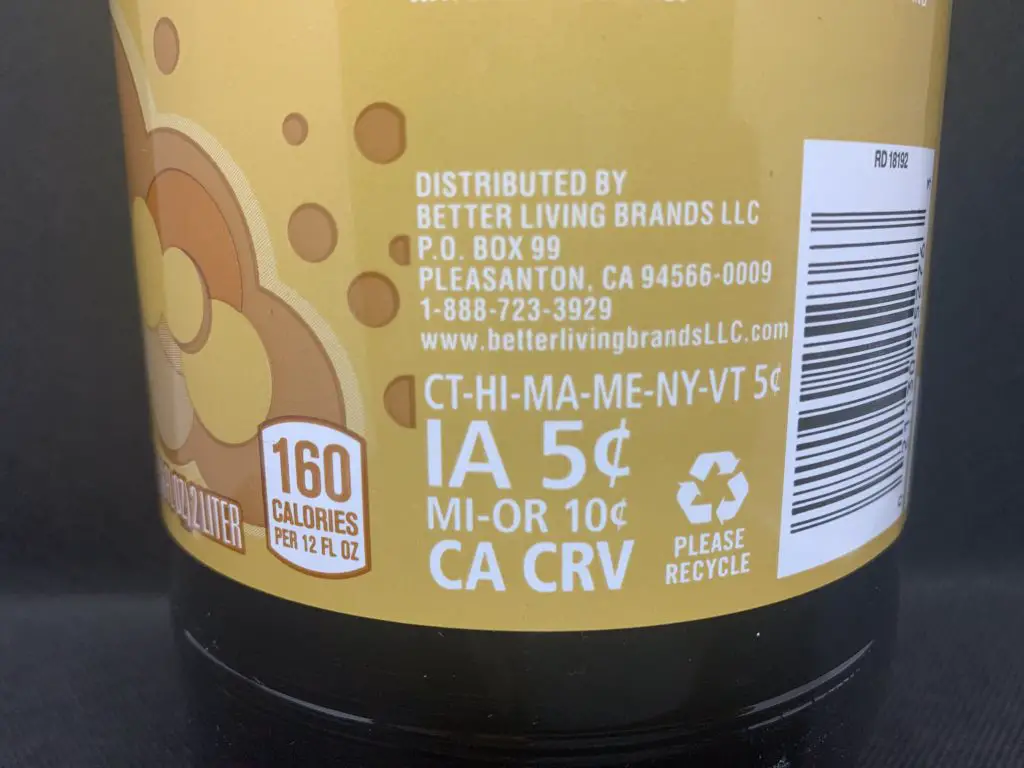 RD 18192
DISTRIBUTED BY
BETTER LIVING BRANDS LLC
P.O. BOX 99
PLEASANTON, CA 94566-0009
1-888-723-3929
www.betterlivingbrandsLLC.com
CT-HI-MA-ME-NY-VT 5¢
IA 5¢
MI-OR 10¢
CA CRV
PLEASE
RECYCLE
160
CALORIES
PER 12 FL OZ
2 LITER